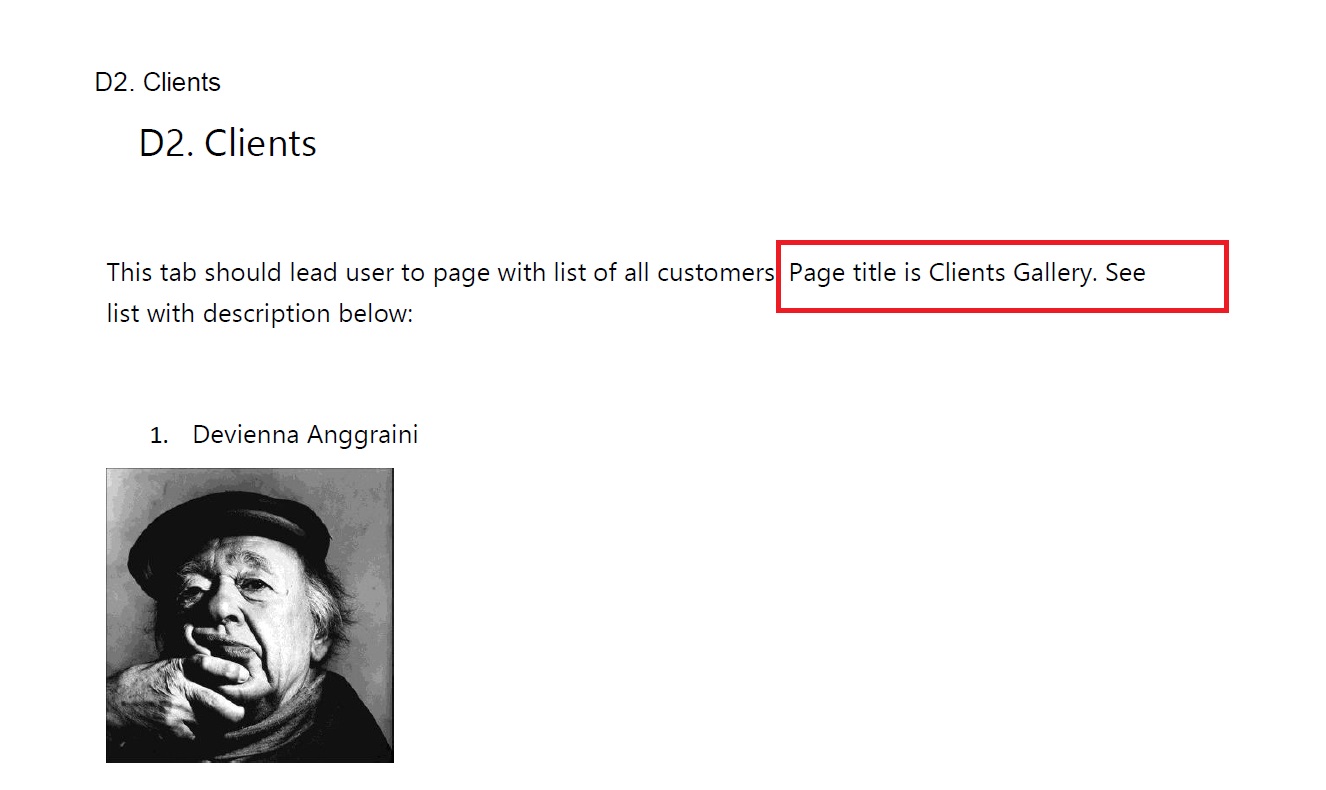 D2. Clients
D2. Clients
This tab should lead user to page with list of all customers Page title is Clients Gallery. See
list with description below:
1. Devienna Anggraini